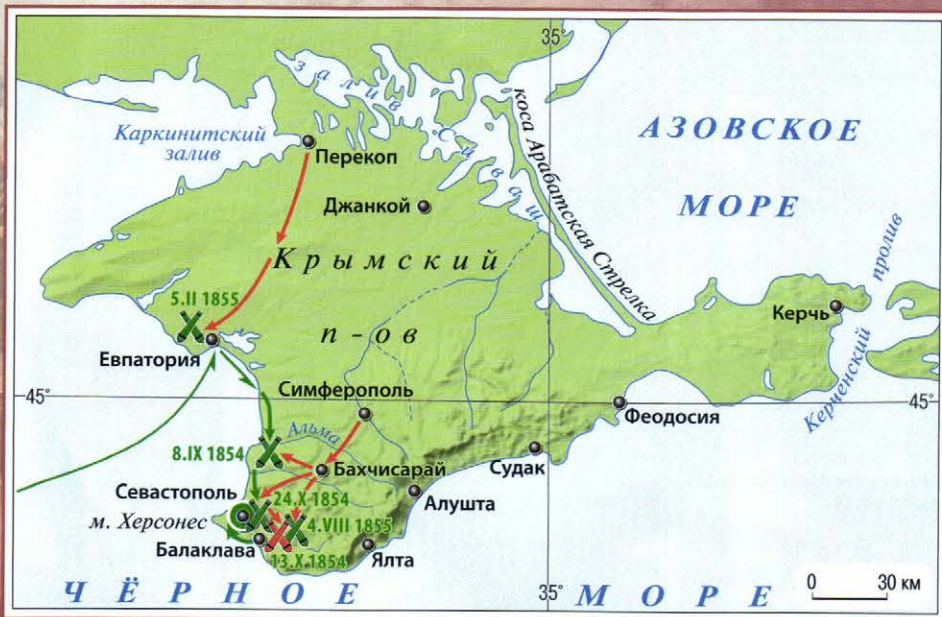 35°
залив Сиваш
коса Арабатская Стрелка
Каркинитский
залив
Перекоп
АЗОВСКОЕ
МОРЕ
Джанкой
Крымский
п-ов
5.II 1855
Евпатория
Керчь
Керченский пролив
45°
Симферополь
45°
Феодосия
Альма
8.IX 1854
Бахчисарай
Судак
Севастополь
24.X 1854
Алушта
м. Херсонес
4.VIII 1855
Балаклава
13.X 1854
Ялта
ЧЁРНОЕ МОРЕ
35°
0 30 км